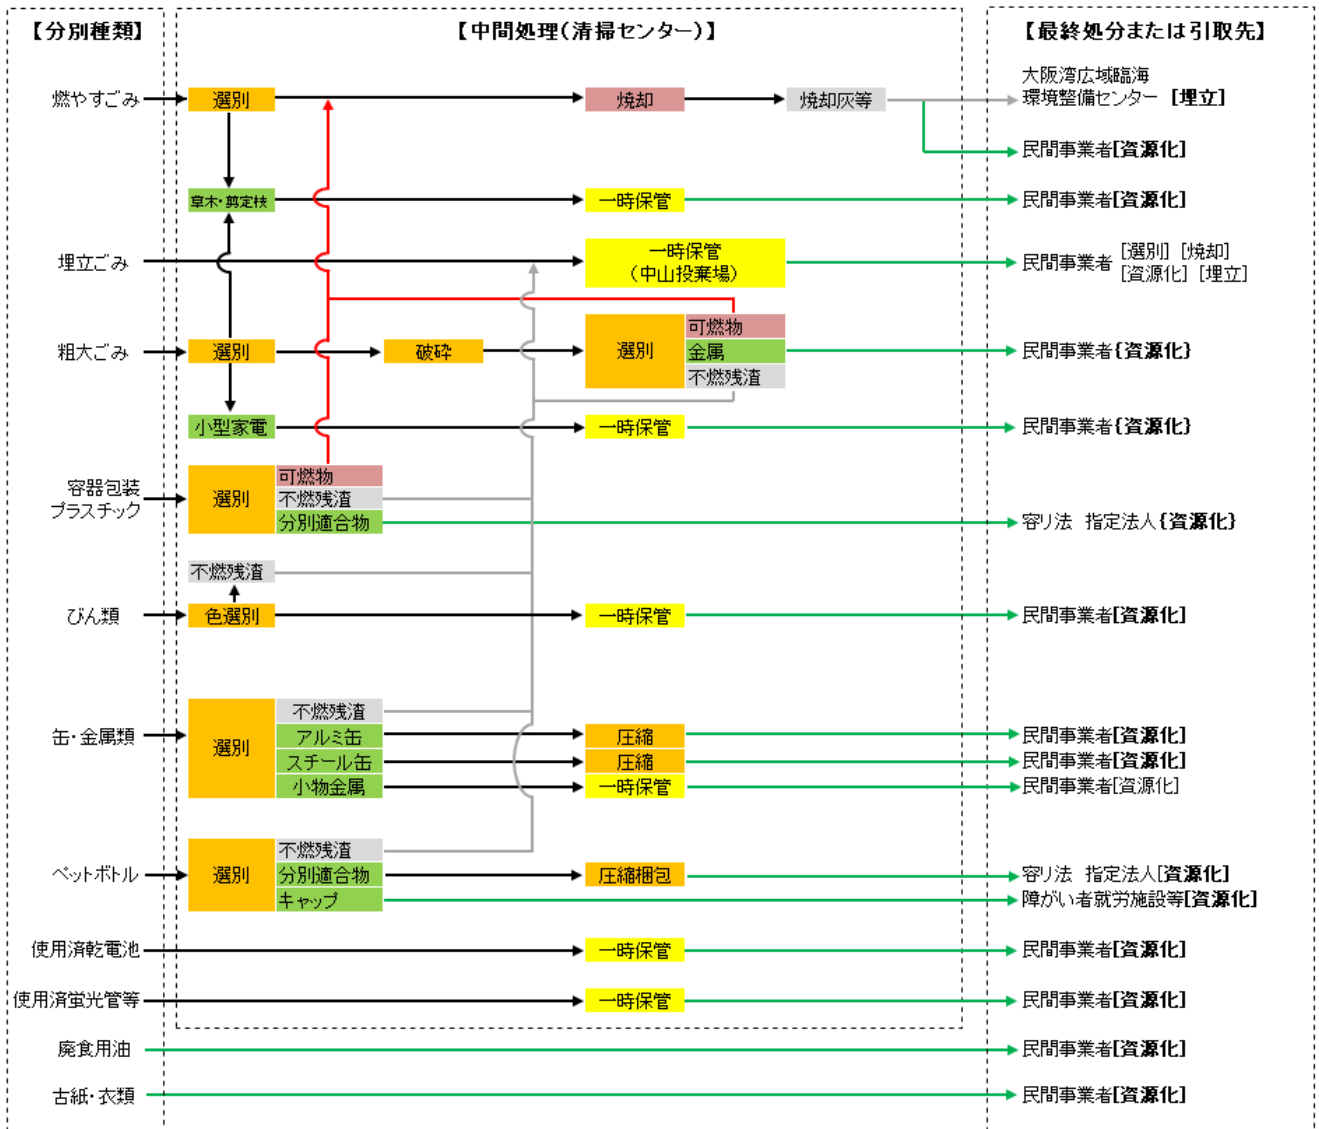 【分別種類】
【中間処理(清掃センター)】
【最終処分または引取先】
燃やすごみ
選別
焼却
焼却灰等
大阪湾広域臨海
環境整備センター [埋立]
民間事業者[資源化]
草木・剪定枝
一時保管
民間事業者[資源化]
埋立ごみ
一時保管
(中山投棄場)
民間事業者
[選別] [焼却]
[資源化] [埋立]
粗大ごみ
選別
破砕
選別
可燃物
金属
不燃残渣
民間事業者{資源化}
小型家電
一時保管
民間事業者{資源化}
容器包装
プラスチック
選別
可燃物
不燃残渣
分別適合物
容リ法 指定法人{資源化}
不燃残渣
びん類
色選別
一時保管
民間事業者[資源化]
缶・金属類
選別
不燃残渣
アルミ缶
圧縮
民間事業者[資源化]
スチール缶
圧縮
民間事業者[資源化]
小物金属
一時保管
民間事業者[資源化]
ペットボトル
選別
不燃残渣
分別適合物
圧縮梱包
容リ法 指定法人[資源化]
キャップ
障がい者就労施設等[資源化]
使用済乾電池
一時保管
民間事業者[資源化]
使用済蛍光管等
一時保管
民間事業者[資源化]
廃食用油
民間事業者[資源化]
古紙・衣類
民間事業者[資源化]